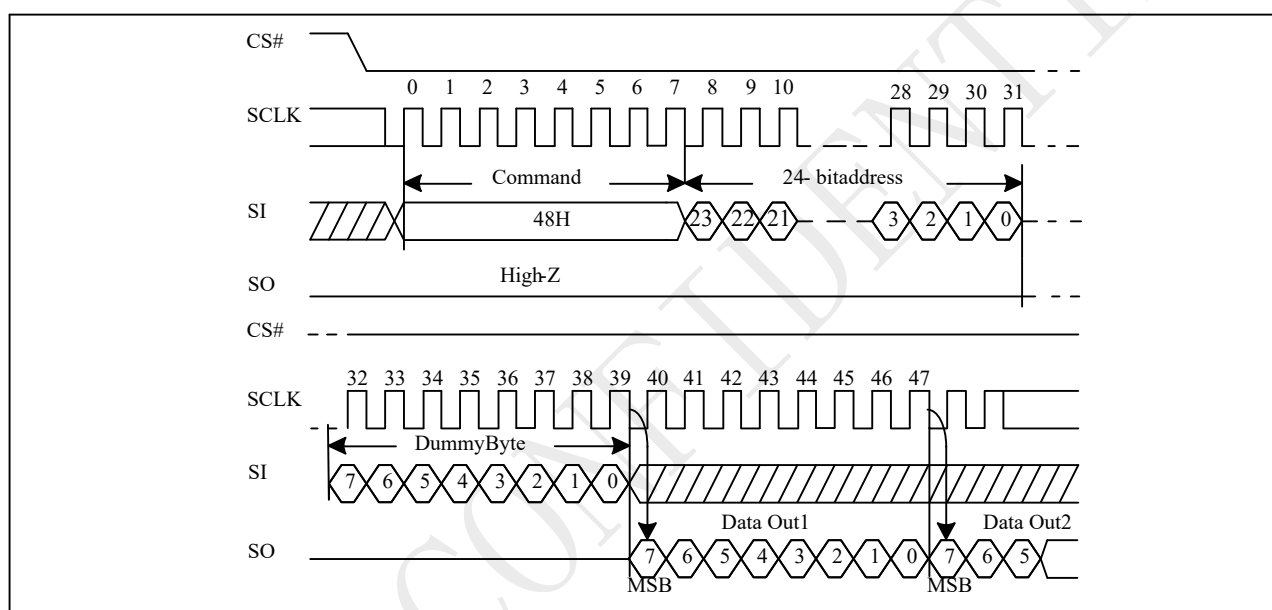 CS#
0 1 2 3 4 5 6 7 8 9 10 28 29 30 31
SCLK
Command 24- bitaddress
SI 48H 23 22 21 3 2 1 0
SO High-Z
CS#
32 33 34 35 36 37 38 39 40 41 42 43 44 45 46 47
SCLK
DummyByte
SI 7 6 5 4 3 2 1 0
Data Out1 Data Out2
SO 7 6 5 4 3 2 1 0 7 6 5
MSB MSB
CONFIDENTI